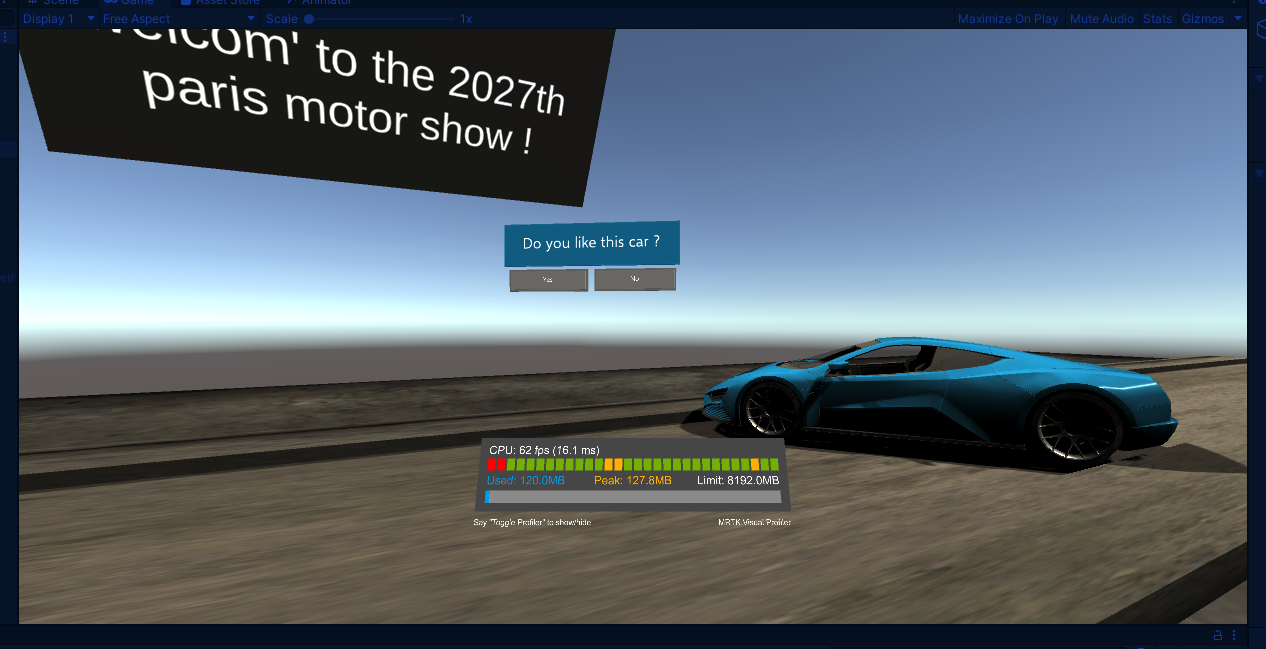 Scene Game Asset Store Animator
Display 1 Free Aspect Scale 1x Maximize On Play Mute Audio Stats Gizmos
Welcom' to the 2027th
paris motor show !
Do you like this car ?
Yes No
CPU: 62 fps (16.1 ms)
Used: 120.0MB Peak: 127.8MB Limit: 8192.0MB
Say "Toggle Profiler" to show/hide MRTK Visual Profiler